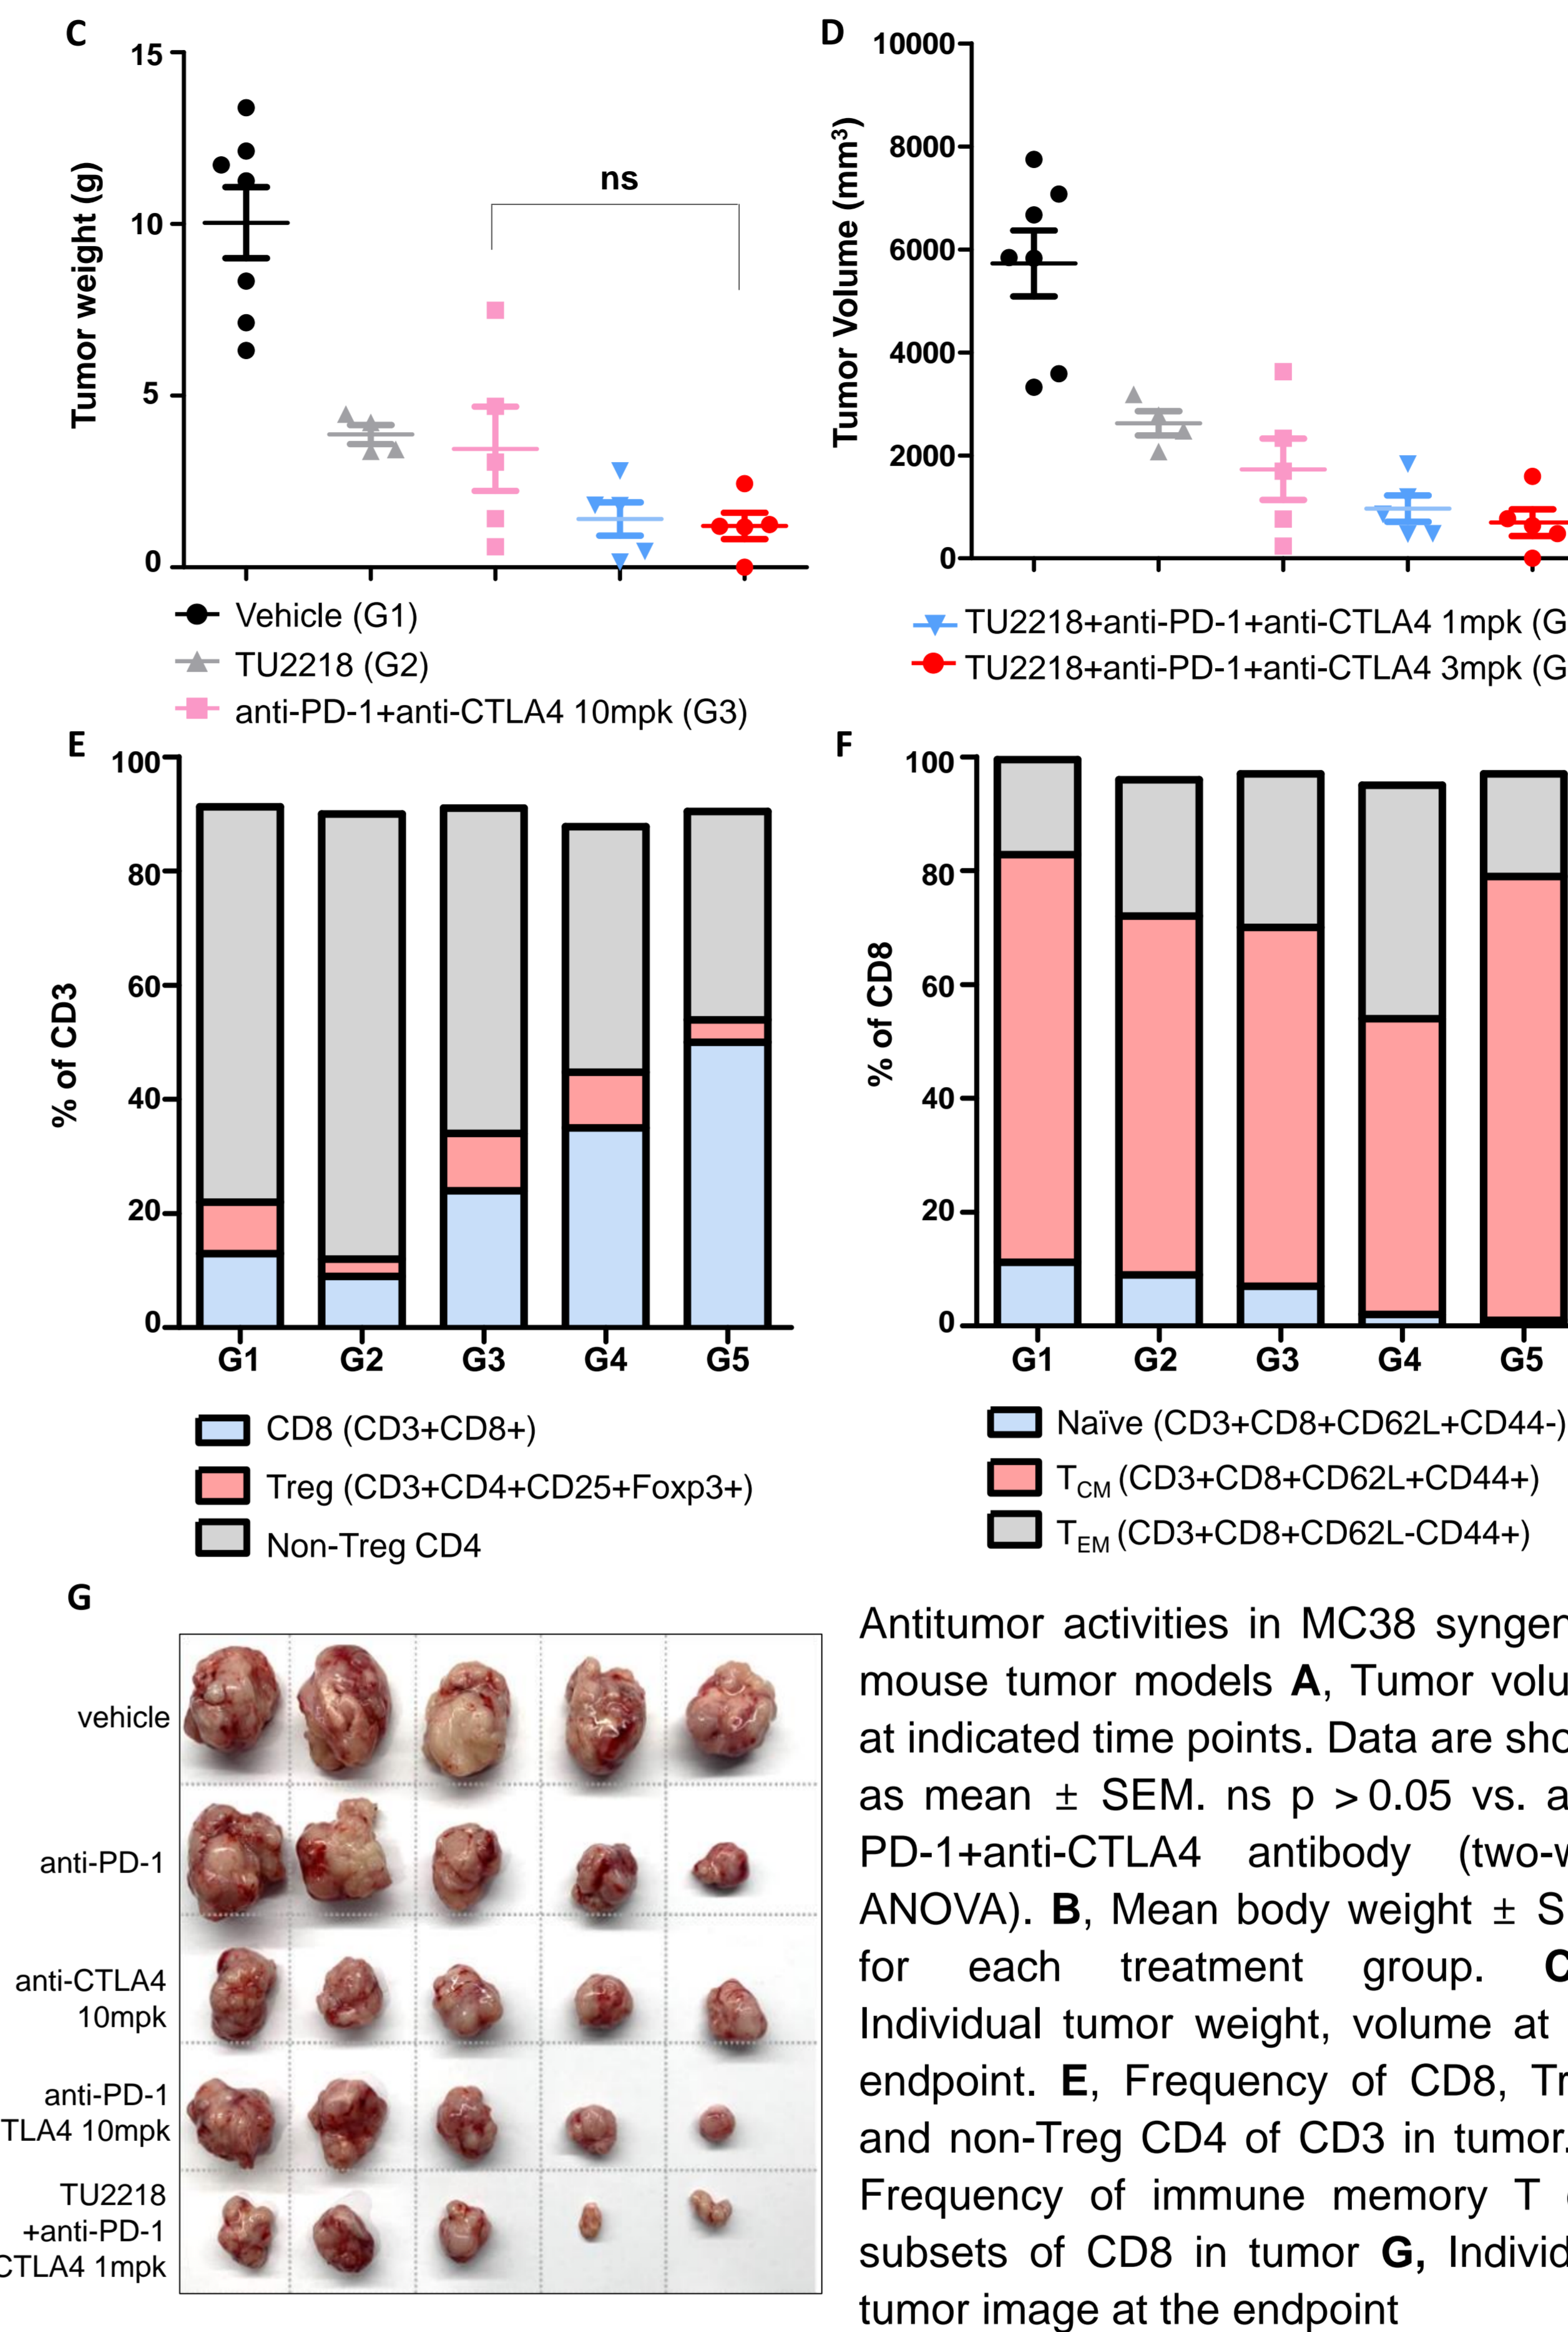 C
15
10
5
0
Tumor weight (g)
ns
D
10000
8000
6000
4000
2000
0
Tumor Volume (mm³)
Vehicle (G1)
TU2218 (G2)
anti-PD-1+anti-CTLA4 10mpk (G3)
TU2218+anti-PD-1+anti-CTLA4 1mpk (G
TU2218+anti-PD-1+anti-CTLA4 3mpk (G
E
100
80
60
40
20
0
% of CD3
G1 G2 G3 G4 G5
CD8 (CD3+CD8+)
Treg (CD3+CD4+CD25+Foxp3+)
Non-Treg CD4
F
100
80
60
40
20
0
% of CD8
G1 G2 G3 G4 G5
Naïve (CD3+CD8+CD62L+CD44-)
TCM (CD3+CD8+CD62L+CD44+)
TEM (CD3+CD8+CD62L-CD44+)
G
vehicle
anti-PD-1
anti-CTLA4
10mpk
anti-PD-1
TLA4 10mpk
TU2218
+anti-PD-1
CTLA4 1mpk
Antitumor activities in MC38 syngen
mouse tumor models A, Tumor volu
at indicated time points. Data are sho
as mean ± SEM. ns p > 0.05 vs. a
PD-1+anti-CTLA4 antibody (two-w
ANOVA). B, Mean body weight ± S
for each treatment group. C
Individual tumor weight, volume at
endpoint. E, Frequency of CD8, Tr
and non-Treg CD4 of CD3 in tumor.
Frequency of immune memory T
subsets of CD8 in tumor G, Individ
tumor image at the endpoint